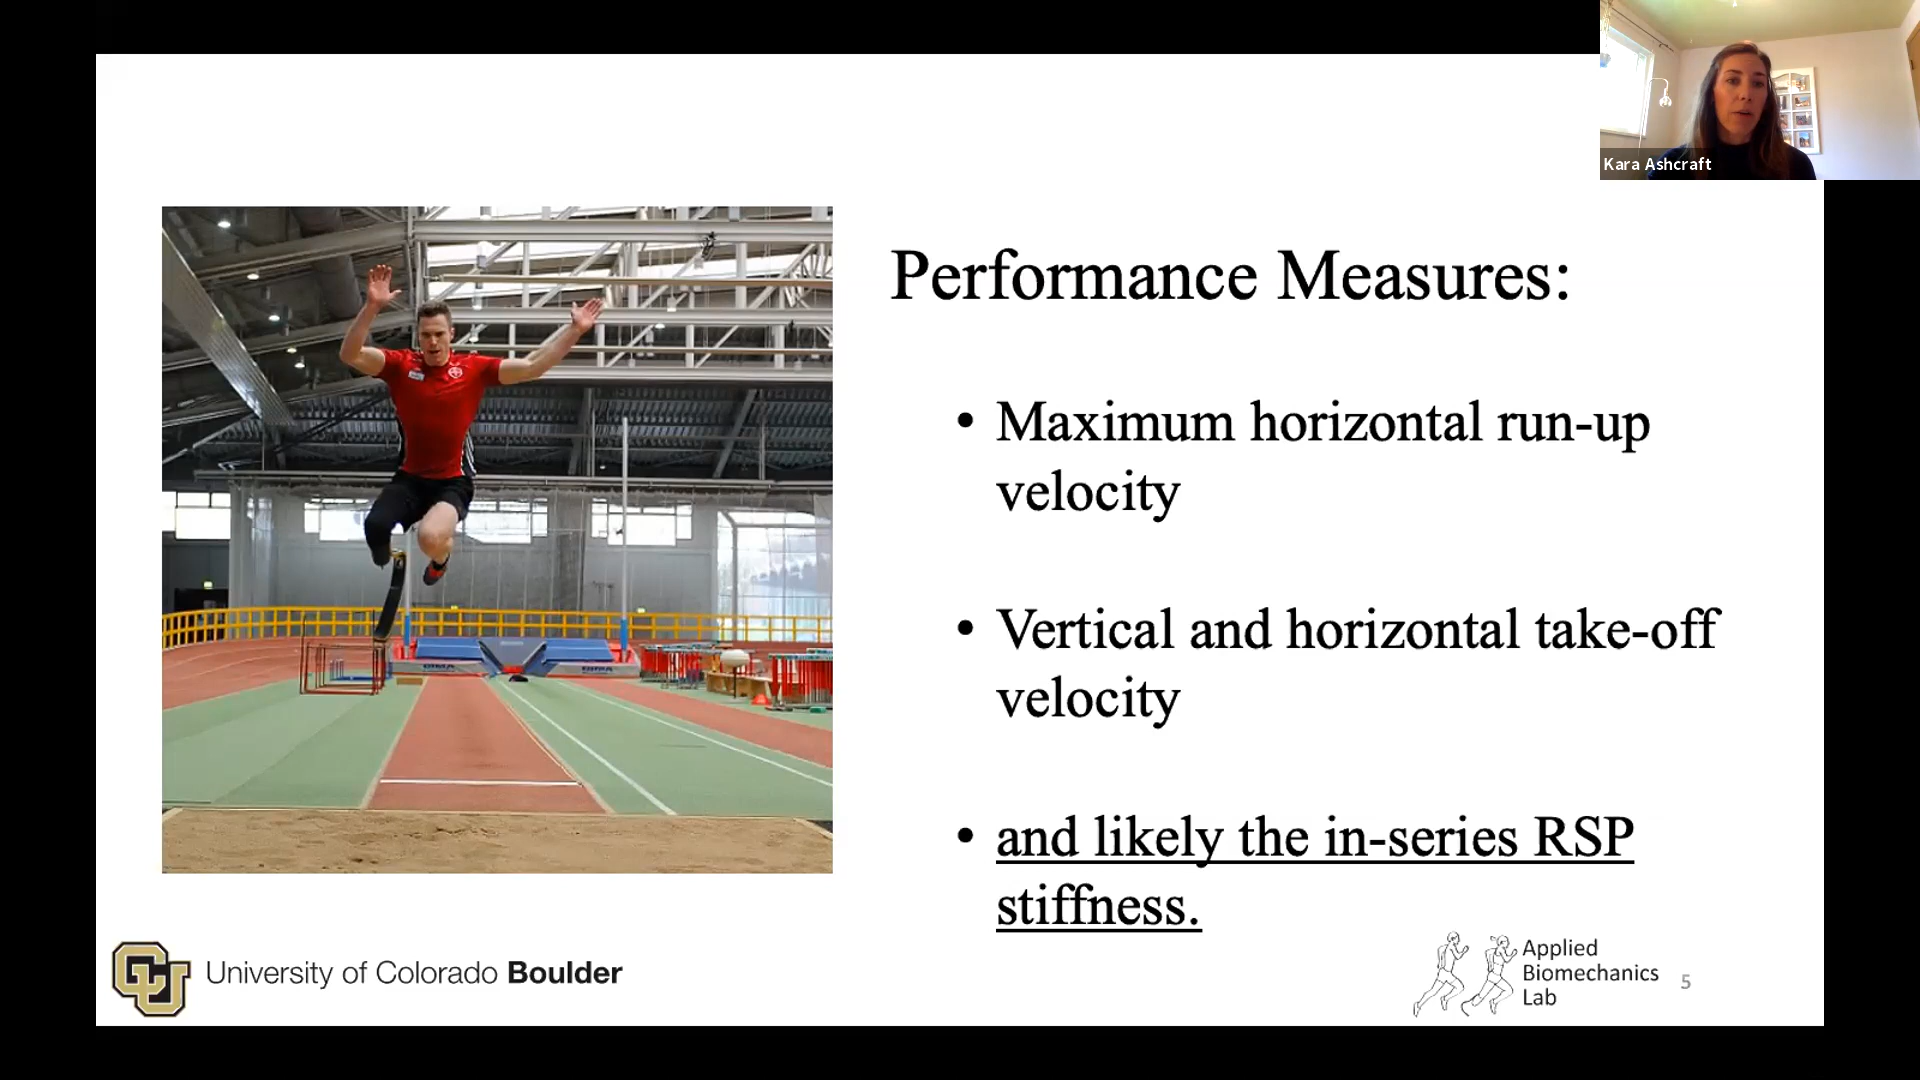 Kara Ashcraft
Performance Measures:
• Maximum horizontal run-up
velocity
• Vertical and horizontal take-off
velocity
• and likely the in-series RSP
stiffness.
CU
University of Colorado Boulder
Applied
Biomechanics
Lab
5